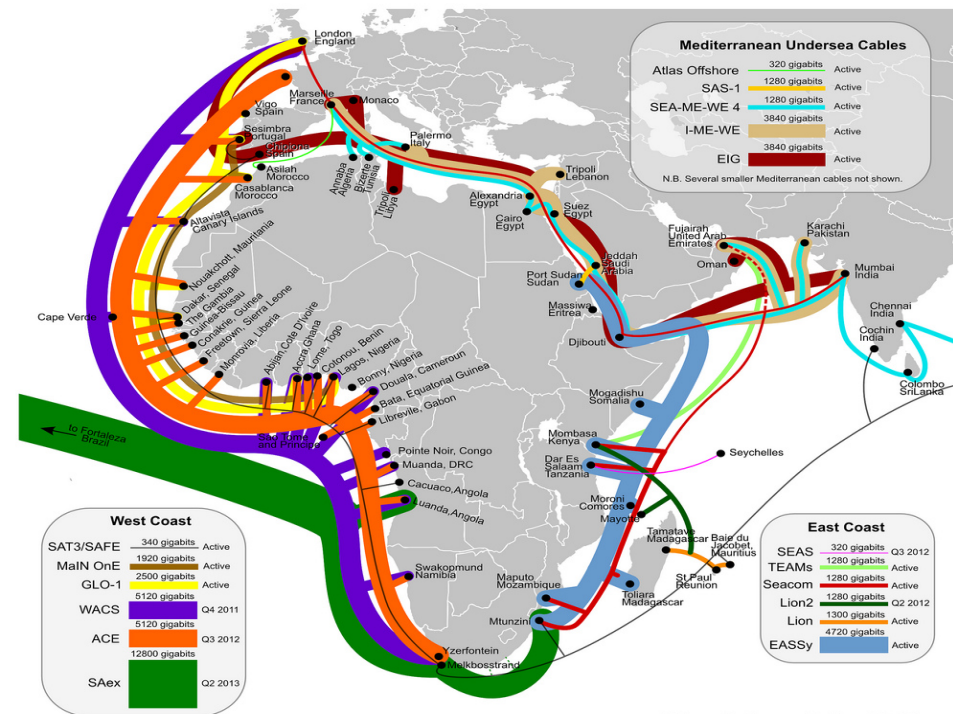 London
England
Marseille
France
Monaco
Vigo
Spain
Sesimbra
Portugal
Chipiona
Spain
Asilah
Morocco
Casablanca
Morocco
Annaba
Algeria
Bizerte
Tunisia
Tripoli
Libya
Palermo
Italy
Alexandria
Egypt
Cairo
Egypt
Tripoli
Lebanon
Suez
Egypt
Jeddah
Saudi
Arabia
Port Sudan
Sudan
Massiwa
Eritrea
Djibouti
Fujairah
United Arab
Emirates
Oman
Karachi
Pakistan
Mumbai
India
Chennai
India
Cochin
India
Colombo
SriLanka
Mediterranean Undersea Cables
Atlas Offshore 320 gigabits Active
SAS-1 1280 gigabits Active
SEA-ME-WE 4 1280 gigabits Active
I-ME-WE 3840 gigabits Active
EIG 3840 gigabits Active
N.B. Several smaller Mediterranean cables not shown.
Altavista
Canary Islands
Nouakchott, Mauritania
Dakar, Senegal
The Gambia
Guinea-Bissau
Conakrie, Guinea
Freetown, Sierra Leone
Monrovia, Liberia
Cape Verde
Abijan,Cote D'Ivoire
Accra Ghana
Lome, Togo
Cotonou, Benin
Lagos, Nigeria
Bonny, Nigeria
Douala, Cameroun
Bata, Equatorial Guinea
Libreville, Gabon
Sao Tome
and Principe
Pointe Noir, Congo
Muanda, DRC
Cacuaco,Angola
Luanda,Angola
Swakopmund
Namibia
Yzerfontein
Melkbosstrand
to Fortaleza
Brazil
Mogadishu
Somalia
Mombasa
Kenya
Dar Es
Salaam
Tanzania
Seychelles
Moroni
Comores
Mayotte
Tamatave
Madagascar
Baie du
Jacobet,
Mauritius
St Paul
Reunion
Toliara
Madagascar
Maputo
Mozambique
Mtunzini
West Coast
SAT3/SAFE 340 gigabits Active
MaIN OnE 1920 gigabits Active
GLO-1 2500 gigabits Active
WACS 5120 gigabits Q4 2011
ACE 5120 gigabits Q3 2012
SAex 12800 gigabits Q2 2013
East Coast
SEAS 320 gigabits Q3 2012
TEAMs 1280 gigabits Active
Seacom 1280 gigabits Active
Lion2 1280 gigabits Q2 2012
Lion 1300 gigabits Active
EASSy 4720 gigabits Active